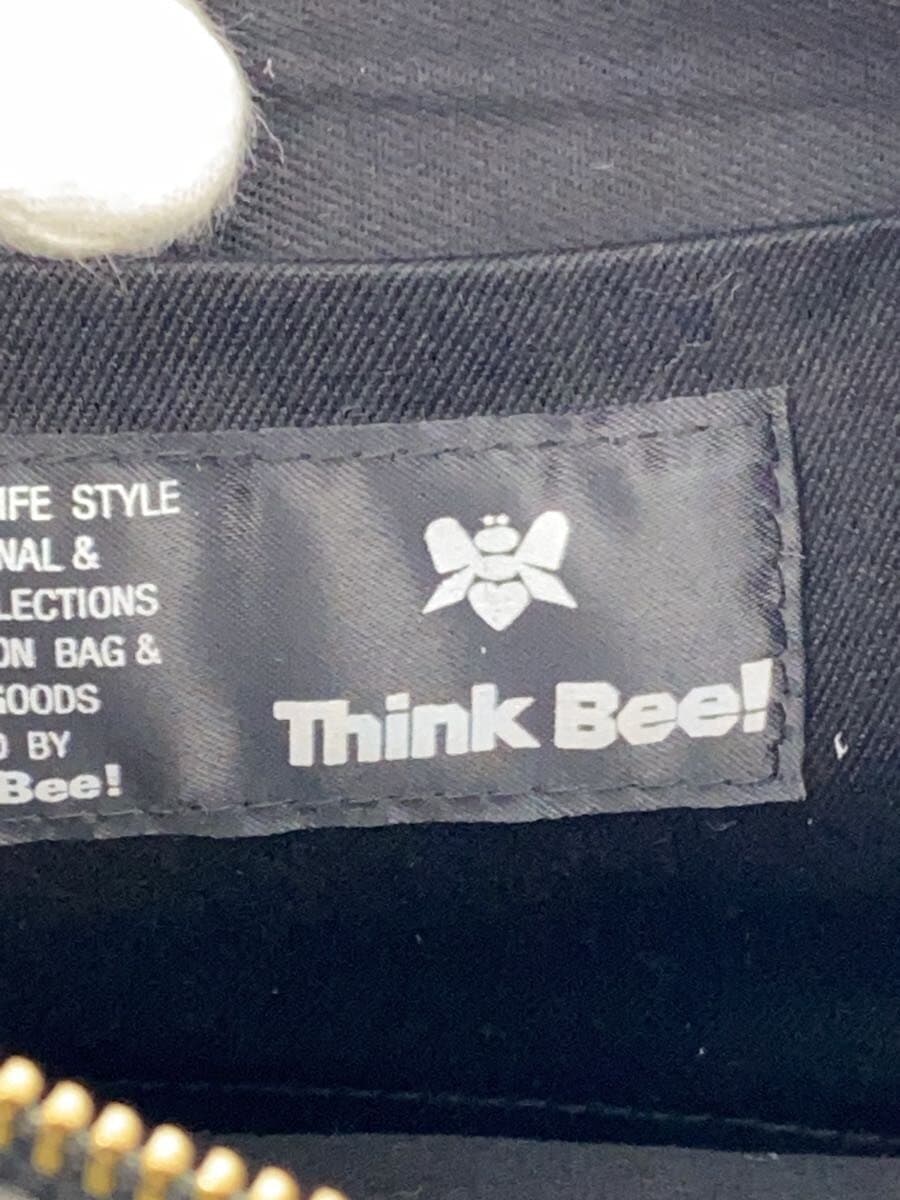 IFE STYLE
NAL &
LECTIONS
ON BAG &
GOODS
BY
Bee!
Think Bee!